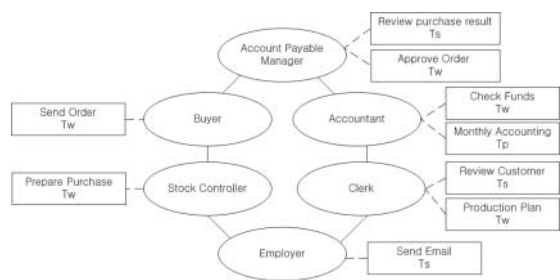 Review purchase result
Ts
Account Payable
Manager
Approve Order
Tw
Send Order
Tw
Buyer
Accountant
Check Funds
Tw
Monthly Accounting
Tp
Prepare Purchase
Tw
Stock Controller
Clerk
Review Customer
Ts
Production Plan
Tw
Employer
Send Email
Ts